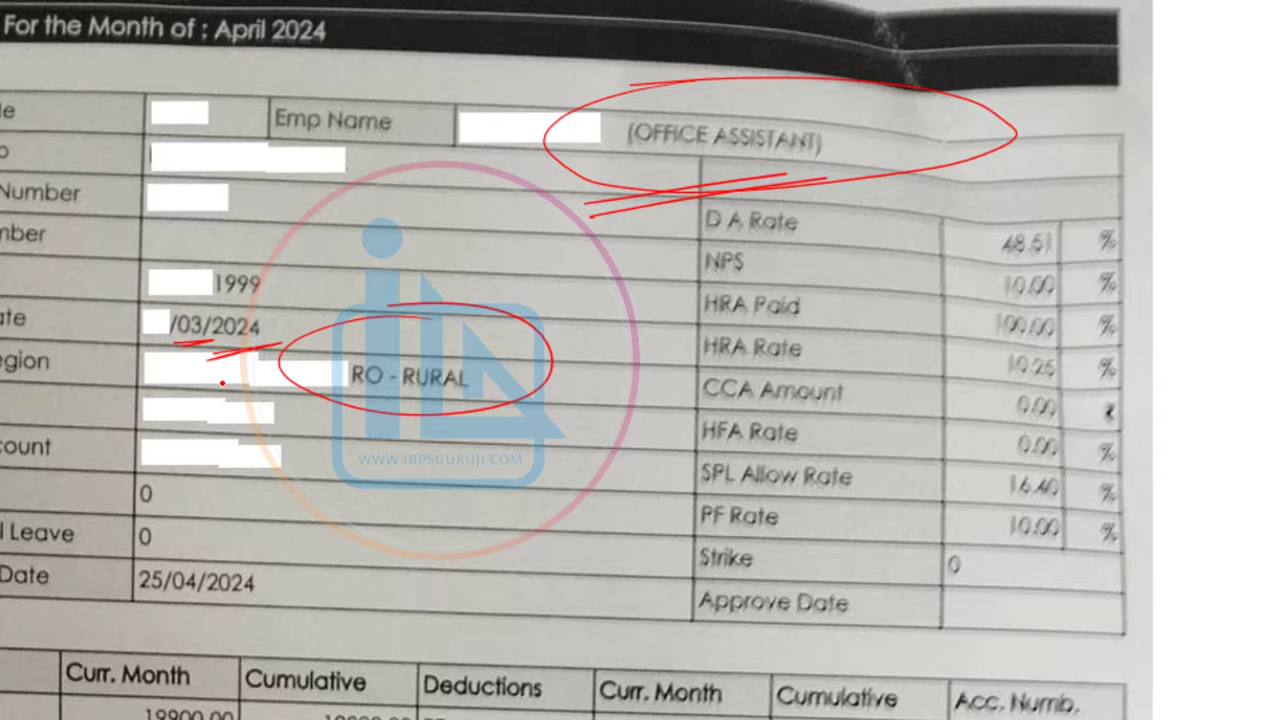 For the Month of : April 2024
Emp Name (OFFICE ASSISTANT)
Number
D A Rate 48.51 %
NPS 10.00 %
1999
HRA Paid 100.00 %
/03/2024
HRA Rate 10.25 %
RO - RURAL
CCA Amount 0.00
HFA Rate 0.00 %
WWW.IBPSGURUJI.COM
SPL Allow Rate 16.40 %
0
PF Rate 10.00 %
Leave 0
Strike 0
Date 25/04/2024
Approve Date
Curr. Month Cumulative Deductions Curr. Month Cumulative Acc. Numb.
19900.00